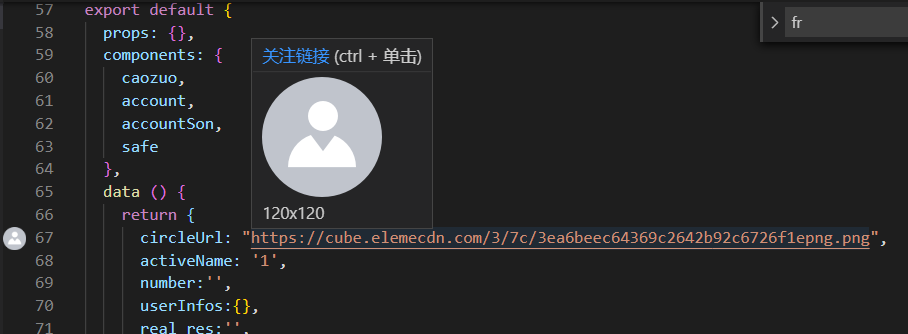 57 export default {
fr
58 props: {},
59 components: {
关注链接 (ctrl + 单击)
60 caozuo,
61 account,
62 accountSon,
63 safe
64 },
65 data () {
120x120
66 return {
67 circleUrl: "https://cube.elemecdn.com/3/7c/3ea6beec64369c2642b92c6726f1epng.png",
68 activeName: '1',
69 number:'',
70 userInfos:{},
71 real_res:'',